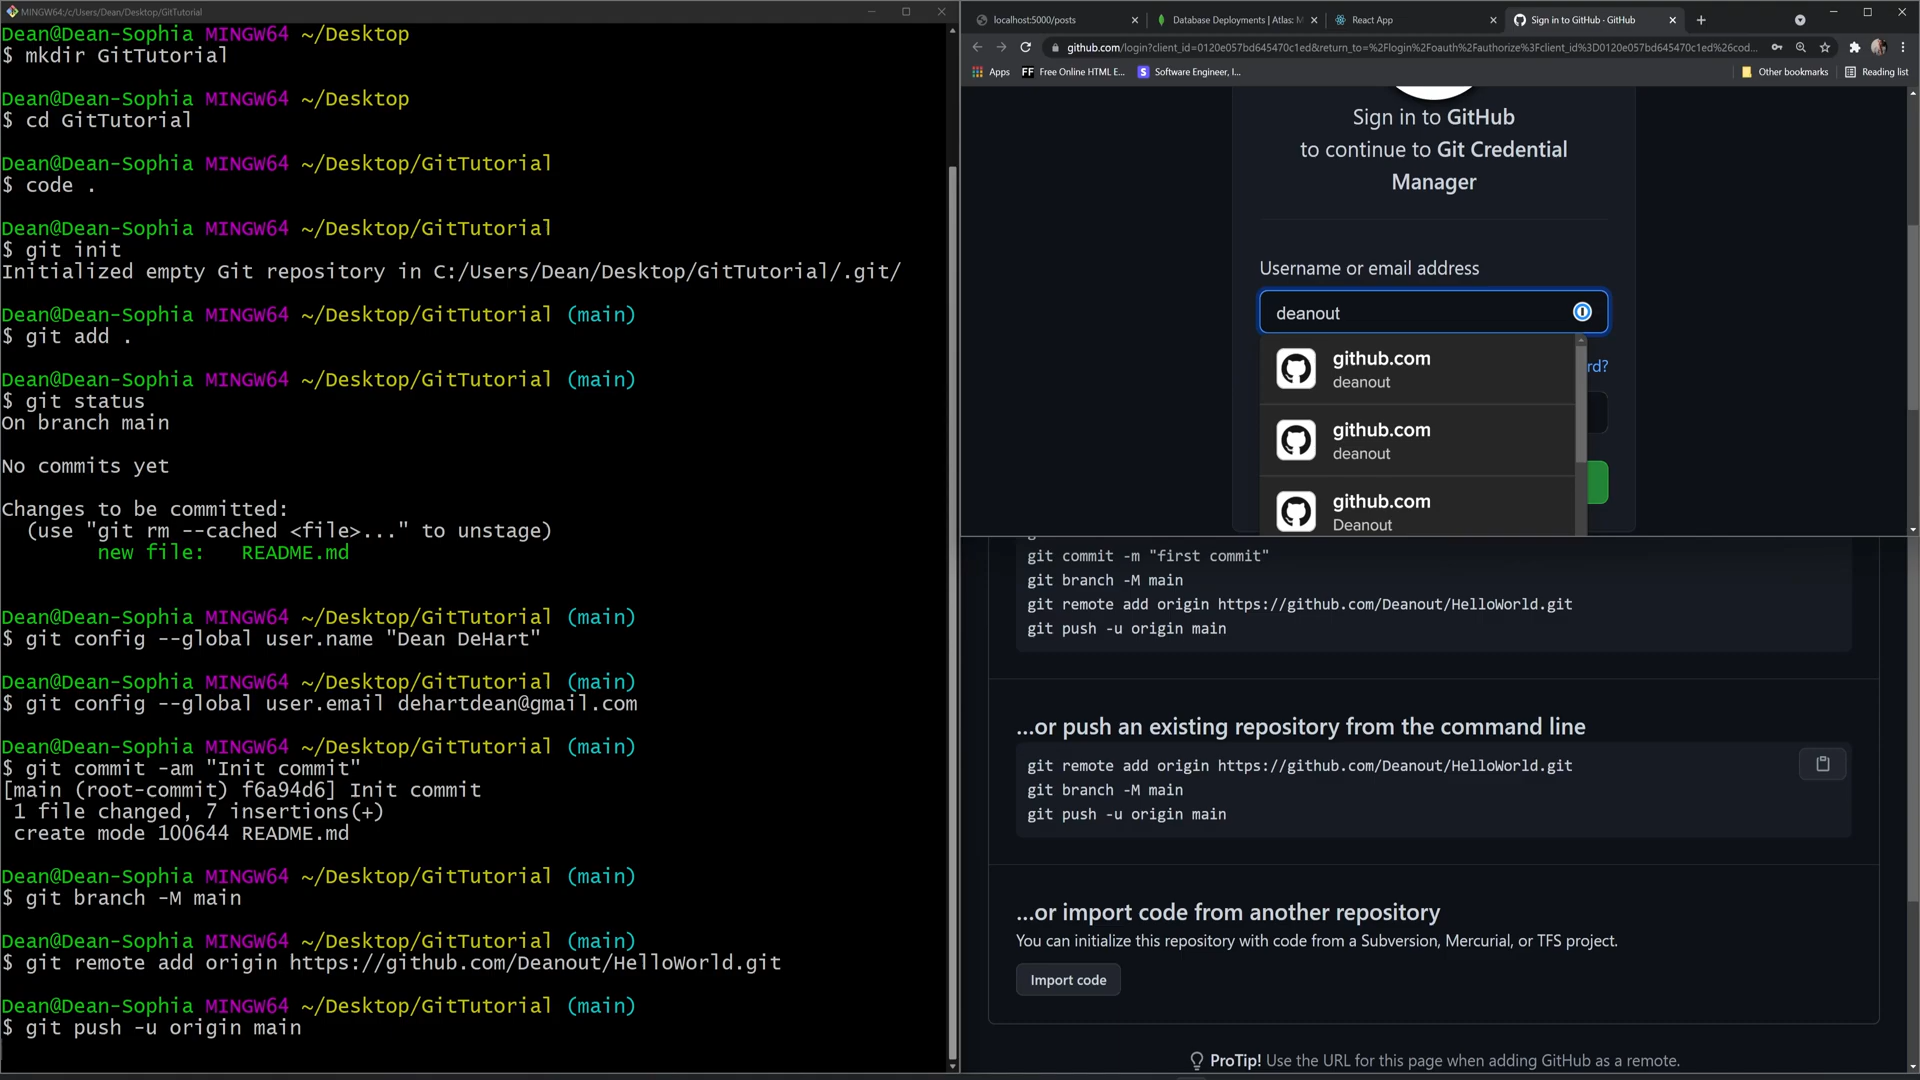 MINGW64:/c/Users/Dean/Desktop/GitTutorial
Dean@Dean-Sophia MINGW64 ~/Desktop
$ mkdir GitTutorial
Dean@Dean-Sophia MINGW64 ~/Desktop
$ cd GitTutorial
Dean@Dean-Sophia MINGW64 ~/Desktop/GitTutorial
$ code .
Dean@Dean-Sophia MINGW64 ~/Desktop/GitTutorial
$ git init
Initialized empty Git repository in C:/Users/Dean/Desktop/GitTutorial/.git/
Dean@Dean-Sophia MINGW64 ~/Desktop/GitTutorial (main)
$ git add .
Dean@Dean-Sophia MINGW64 ~/Desktop/GitTutorial (main)
$ git status
On branch main
No commits yet
Changes to be committed:
(use "git rm --cached <file>..." to unstage)
new file: README.md
Dean@Dean-Sophia MINGW64 ~/Desktop/GitTutorial (main)
$ git config --global user.name "Dean DeHart"
Dean@Dean-Sophia MINGW64 ~/Desktop/GitTutorial (main)
$ git config --global user.email dehartdean@gmail.com
Dean@Dean-Sophia MINGW64 ~/Desktop/GitTutorial (main)
$ git commit -am "Init commit"
[main (root-commit) f6a94d6] Init commit
1 file changed, 7 insertions(+)
create mode 100644 README.md
Dean@Dean-Sophia MINGW64 ~/Desktop/GitTutorial (main)
$ git branch -M main
Dean@Dean-Sophia MINGW64 ~/Desktop/GitTutorial (main)
$ git remote add origin https://github.com/Deanout/HelloWorld.git
Dean@Dean-Sophia MINGW64 ~/Desktop/GitTutorial (main)
$ git push -u origin main
localhost:5000/posts
Database Deployments | Atlas: M
React App
Sign in to GitHub · GitHub
github.com/login?client_id=0120e057bd645470c1ed&return_to=%2Flogin%2Foauth%2Fauthorize%3Fclient_id%3D0120e057bd645470c1ed%26cod...
Apps
FF Free Online HTML E...
S Software Engineer, I...
Other bookmarks
Reading list
Sign in to GitHub
to continue to Git Credential
Manager
Username or email address
deanout
github.com
deanout
rd?
github.com
deanout
github.com
Deanout
git commit -m "first commit"
git branch -M main
git remote add origin https://github.com/Deanout/HelloWorld.git
git push -u origin main
…or push an existing repository from the command line
git remote add origin https://github.com/Deanout/HelloWorld.git
git branch -M main
git push -u origin main
…or import code from another repository
You can initialize this repository with code from a Subversion, Mercurial, or TFS project.
Import code
ProTip! Use the URL for this page when adding GitHub as a remote.